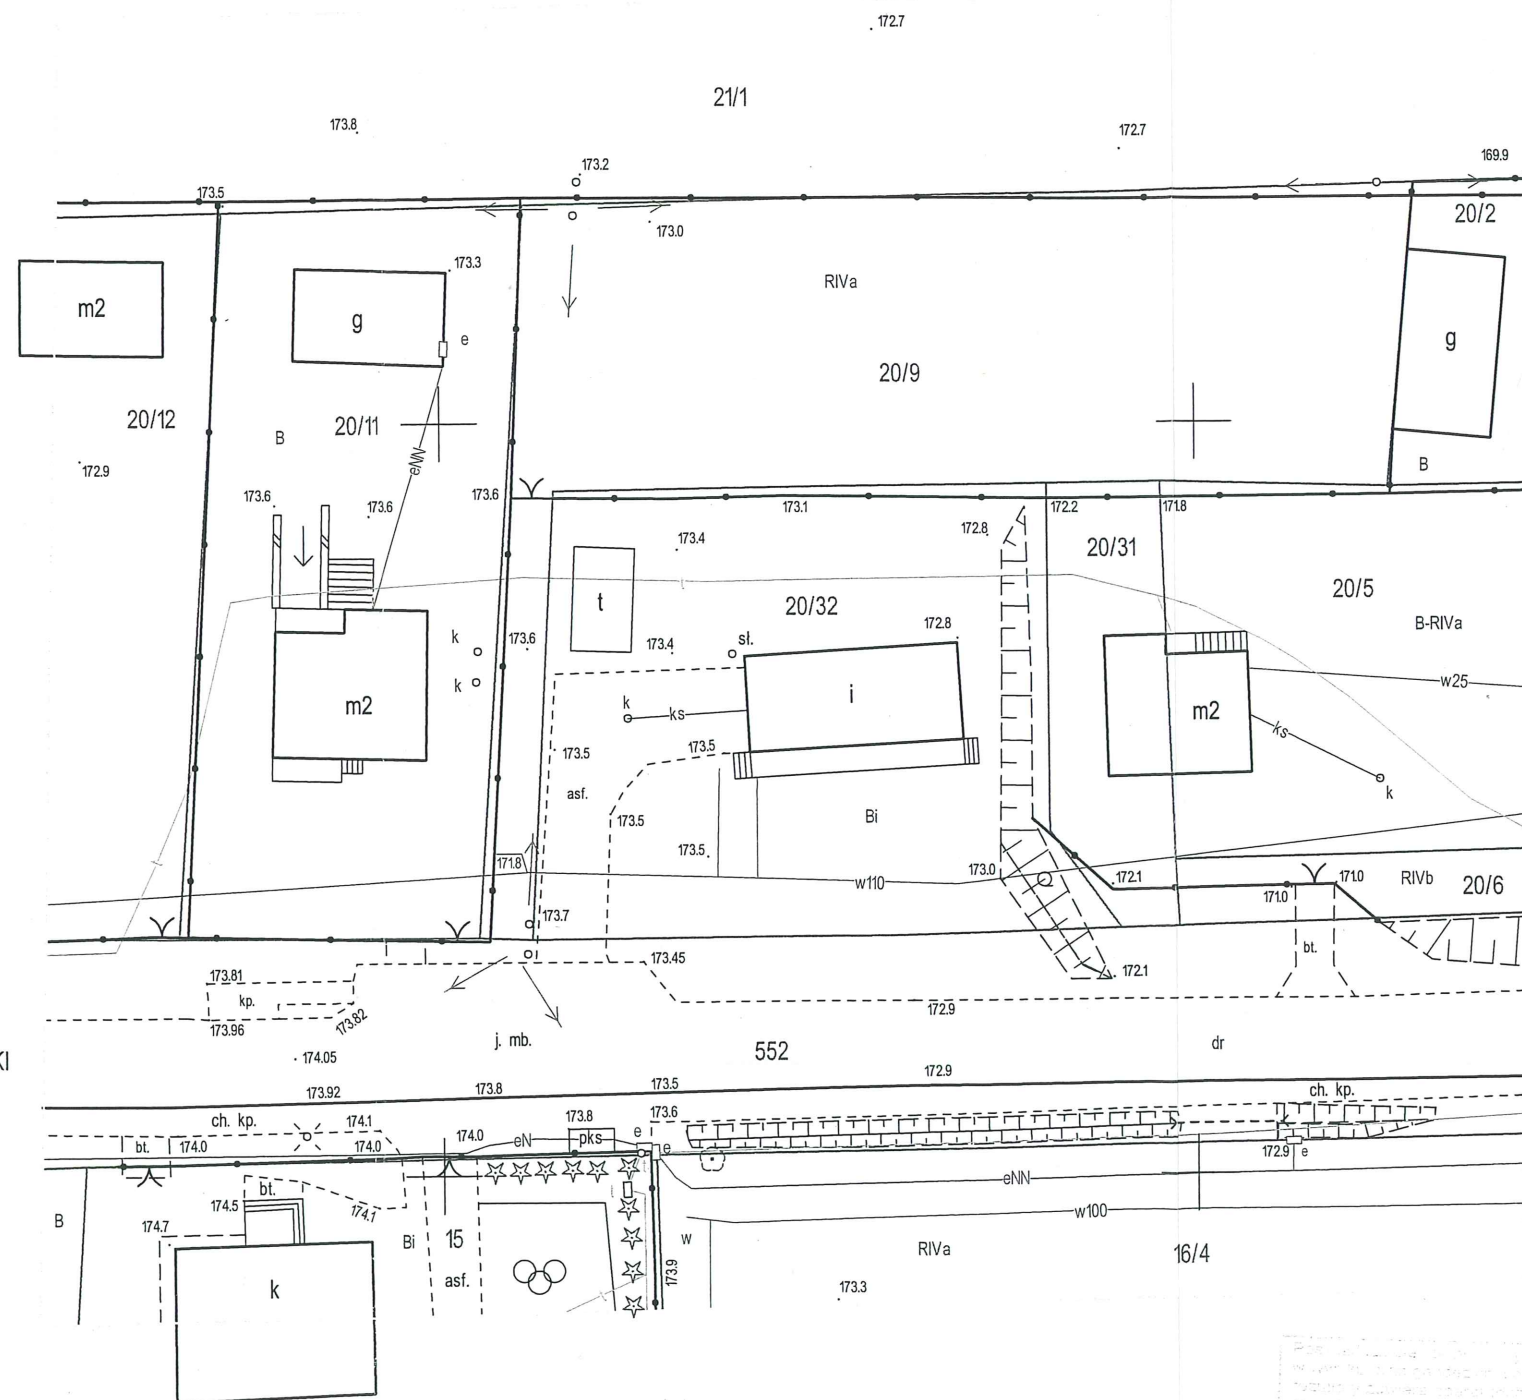 172.7
21/1
173.8
172.7
173.2
169.9
173.5
20/2
173.0
173.3
RIVa
m2
g
e
g
20/9
20/12
20/11
B
eNN
172.9
B
173.6
173.6
173.6
173.1
172.2
171.8
172.8
173.4
20/31
t
20/32
20/5
172.8
B-RIVa
k
173.6
173.4
sł.
w25
k
i
m2
k
ks
m2
ks
173.5
173.5
k
asf.
Bi
173.5
173.5
171.8
w110
173.0
172.1
171.0
171.0
RIVb
20/6
173.7
bt.
173.45
172.1
173.81
kp.
173.96
173.82
172.9
j. mb.
552
dr
KI
174.05
172.9
173.92
173.8
173.5
ch. kp.
ch. kp.
174.1
173.8
173.6
bt.
174.0
174.0
174.0
eN
pks
e
e
172.9
e
eNN
bt.
174.5
174.1
w100
B
174.7
Bi
15
w
RIVa
16/4
asf.
173.9
k
173.3